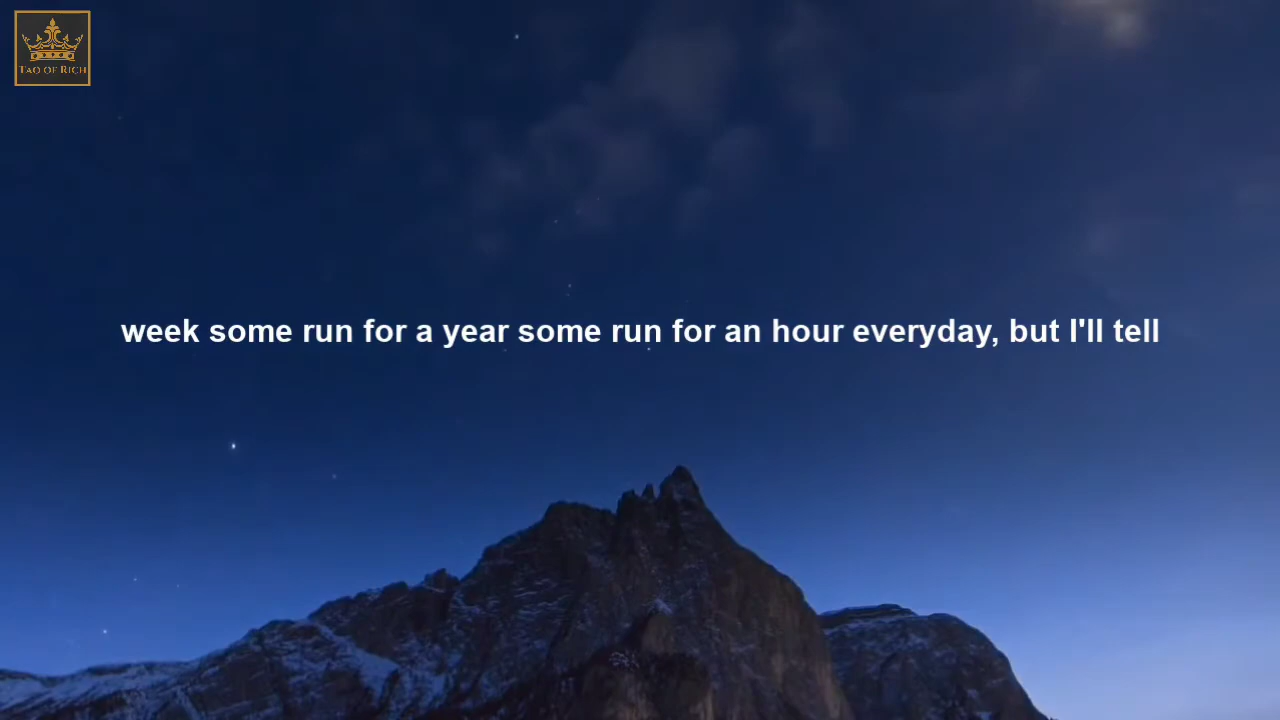 TAO OF RICH
week some run for a year some run for an hour everyday, but I'll tell